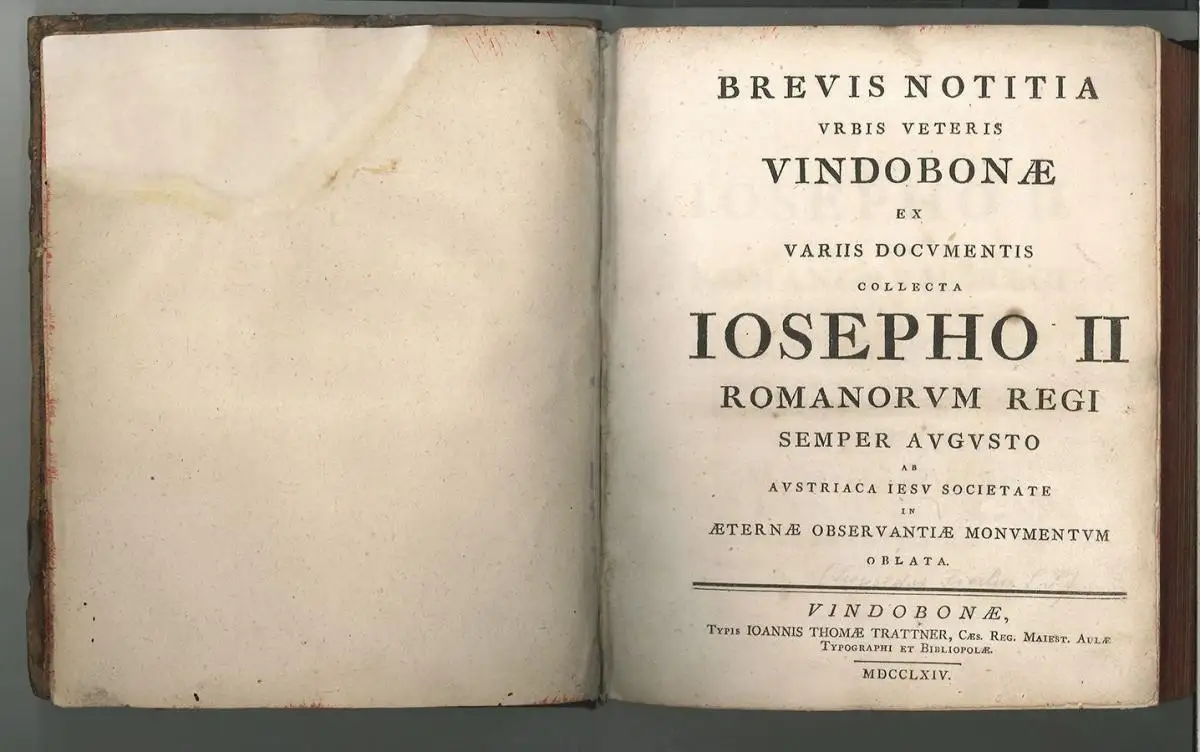 BREVIS NOTITIA
VRBIS VETERIS
VINDOBONÆ
EX
VARIIS DOCVMENTIS
COLLECTA
IOSEPHO II
ROMANORVM REGI
SEMPER AVGVSTO
AB
AVSTRIACA IESV SOCIETATE
IN
ÆTERNÆ OBSERVANTIÆ MONVMENTVM
OBLATA.
VINDOBONÆ,
TYPIS IOANNIS THOMÆ TRATTNER, CÆS. REG. MAIEST. AULÆ
TYPOGRAPHI ET BIBLIOPOLÆ.
MDCCLXIV.